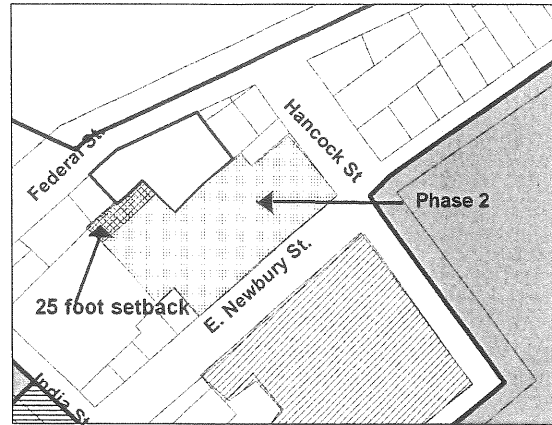 Hancock St
Federal St.
Phase 2
25 foot setback
E. Newbury St.
India St